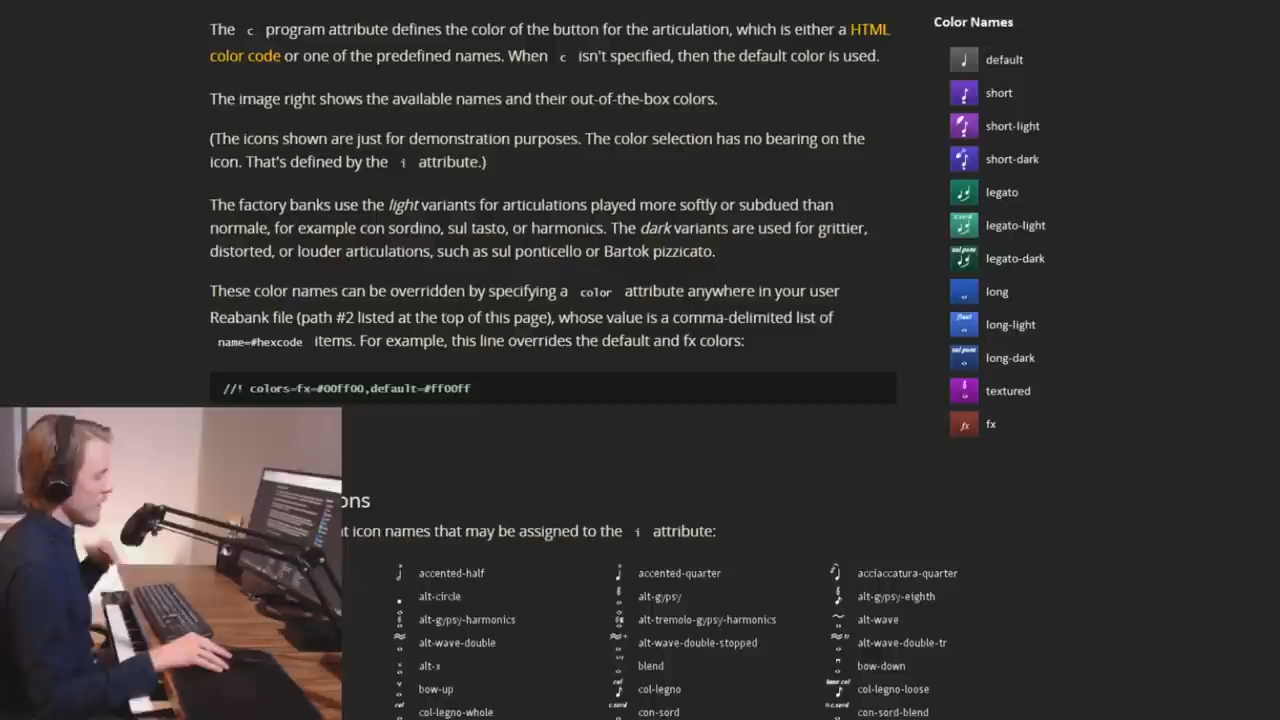 The c program attribute defines the color of the button for the articulation, which is either a HTML
color code or one of the predefined names. When c isn't specified, then the default color is used.
The image right shows the available names and their out-of-the-box colors.
(The icons shown are just for demonstration purposes. The color selection has no bearing on the
icon. That's defined by the i attribute.)
The factory banks use the light variants for articulations played more softly or subdued than
normale, for example con sordino, sul tasto, or harmonics. The dark variants are used for grittier,
distorted, or louder articulations, such as sul ponticello or Bartok pizzicato.
These color names can be overridden by specifying a color attribute anywhere in your user
Reabank file (path #2 listed at the top of this page), whose value is a comma-delimited list of
name=#hexcode items. For example, this line overrides the default and fx colors:
//! colors=fx=#00ff00,default=#ff00ff
Color Names
default
short
short-light
short-dark
legato
legato-light
legato-dark
long
long-light
long-dark
textured
fx fx
ons
t icon names that may be assigned to the i attribute:
accented-half accented-quarter acciaccatura-quarter
alt-circle alt-gypsy alt-gypsy-eighth
alt-gypsy-harmonics alt-tremolo-gypsy-harmonics alt-wave
alt-wave-double alt-wave-double-stopped alt-wave-double-tr
alt-x blend bow-down
bow-up col-legno col-legno-loose
col-legno-whole con-sord con-sord-blend